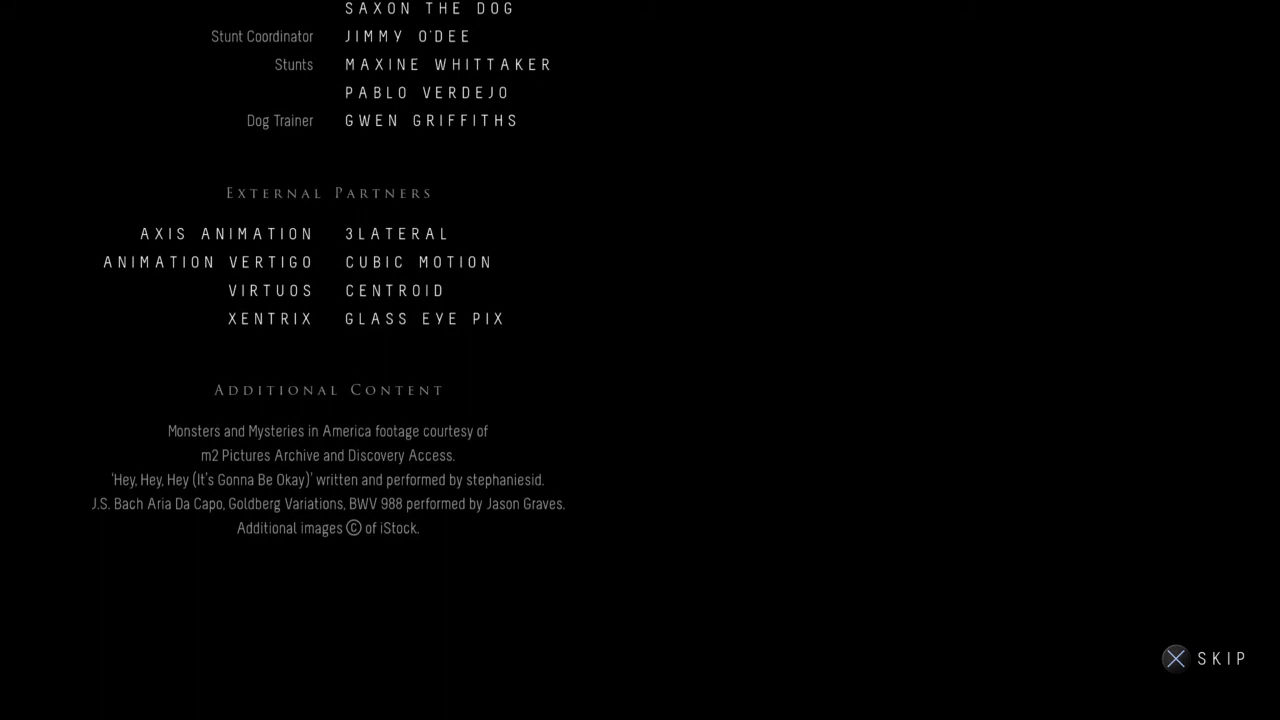 SAXON THE DOG
Stunt Coordinator JIMMY O'DEE
Stunts MAXINE WHITTAKER
PABLO VERDEJO
Dog Trainer GWEN GRIFFITHS
External Partners
AXIS ANIMATION 3LATERAL
ANIMATION VERTIGO CUBIC MOTION
VIRTUOS CENTROID
XENTRIX GLASS EYE PIX
Additional Content
Monsters and Mysteries in America footage courtesy of
m2 Pictures Archive and Discovery Access.
'Hey, Hey, Hey (It's Gonna Be Okay)' written and performed by stephaniesid.
J.S. Bach Aria Da Capo, Goldberg Variations, BWV 988 performed by Jason Graves.
Additional images © of iStock.
SKIP